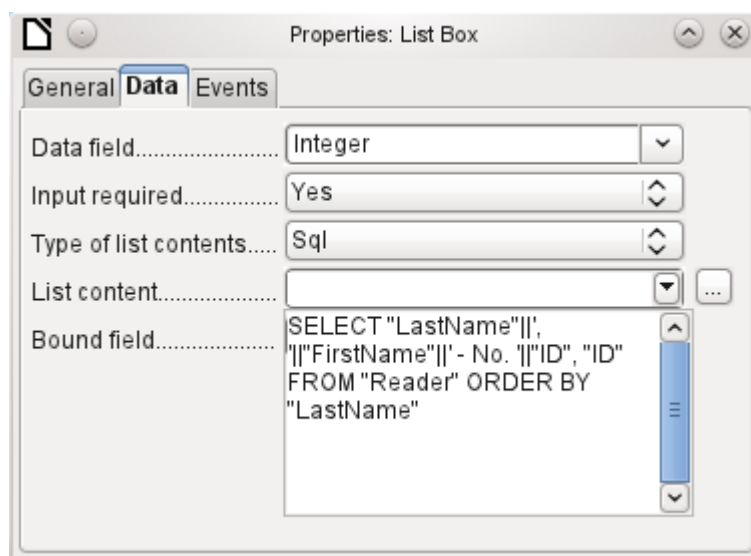 Properties: List Box
General Data Events
Data field........................ Integer
Input required................ Yes
Type of list contents..... Sql
List content....................
...
Bound field....................
SELECT "LastName"||',
'||"FirstName"||' - No. '||"ID", "ID"
FROM "Reader" ORDER BY
"LastName"